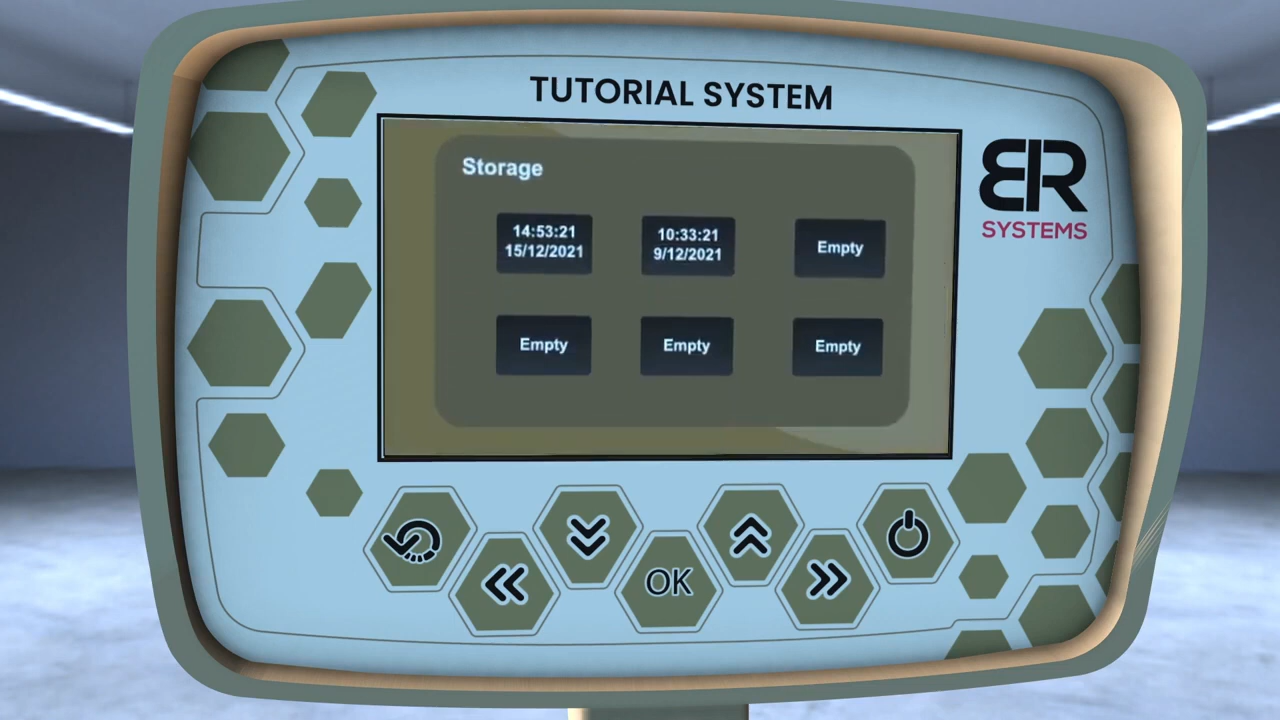 TUTORIAL SYSTEM
Storage
14:53:21
15/12/2021
10:33:21
9/12/2021
Empty
Empty
Empty
Empty
BR
SYSTEMS
OK